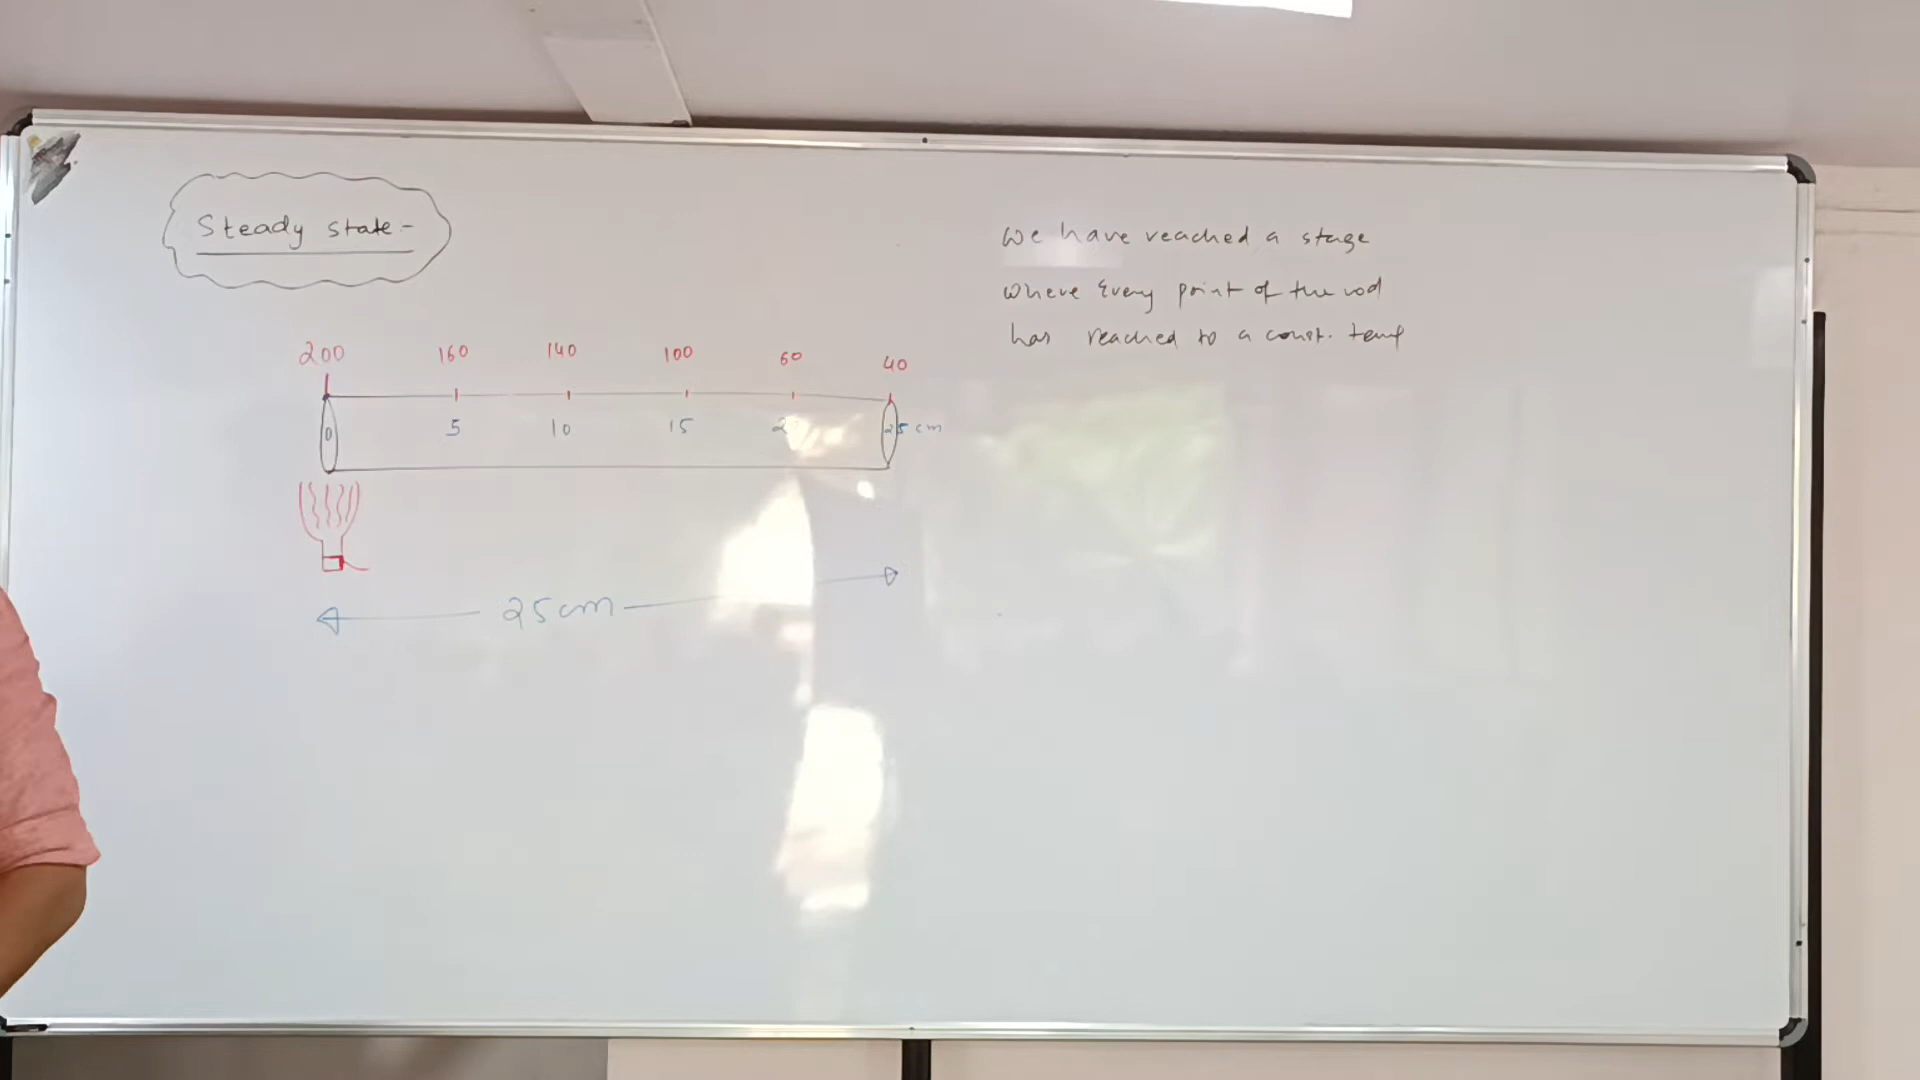 Steady state:-
we have reached a stage
where every point of the rod
has reached to a const. temp
200 160 140 100 60 40
0 5 10 15 25 cm
25cm